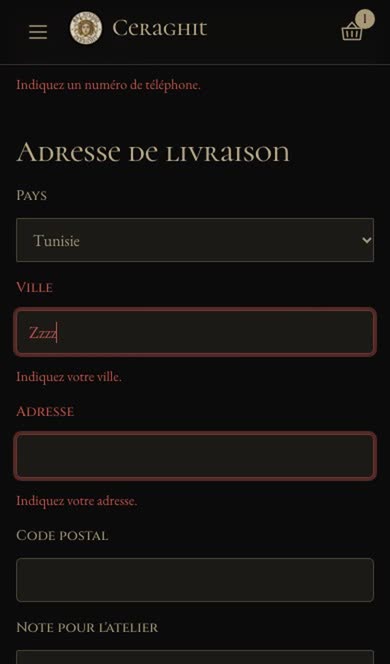 Ceraghit
1
Indiquez un numéro de téléphone.
Adresse de livraison
Pays
Tunisie
Ville
Zzzz
Indiquez votre ville.
Adresse
Indiquez votre adresse.
Code postal
Note pour l'atelier